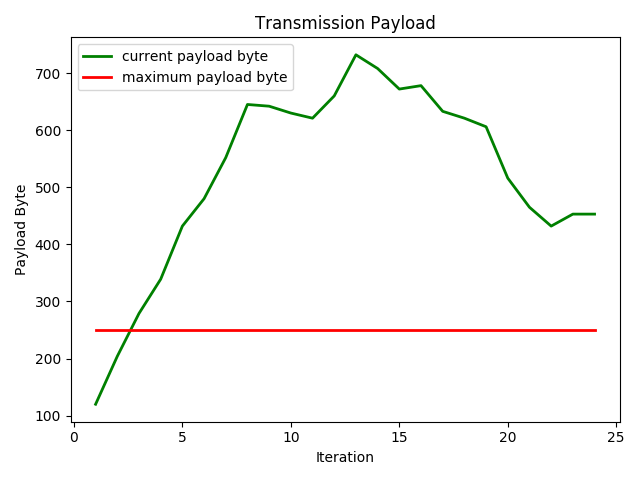 Transmission Payload
current payload byte
maximum payload byte
Payload Byte
700
600
500
400
300
200
100
0 5 10 15 20 25
Iteration